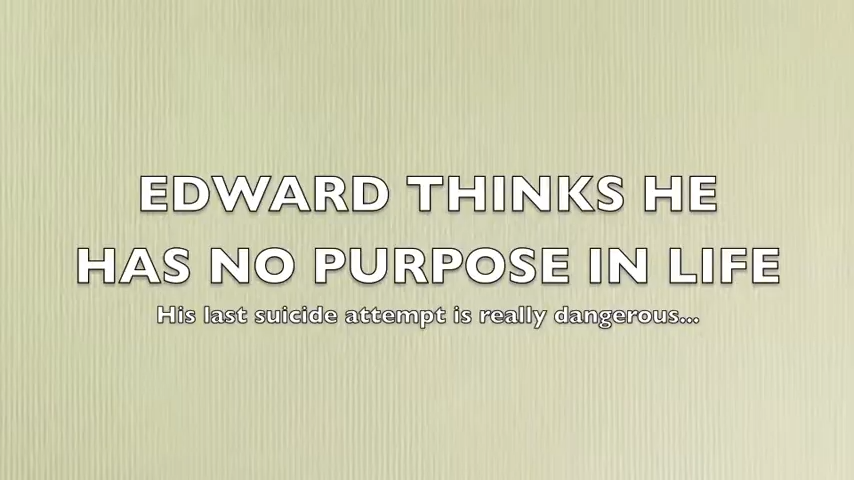 EDWARD THINKS HE
HAS NO PURPOSE IN LIFE
His last suicide attempt is really dangerous...